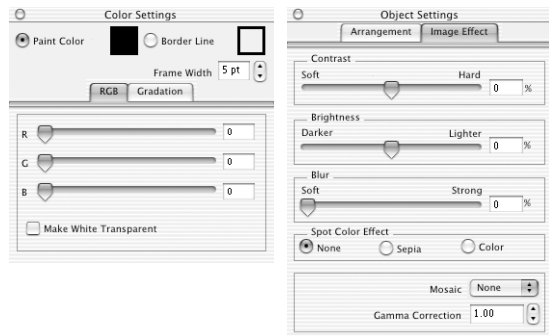 Color Settings
Paint Color
Border Line
Frame Width 5 pt
RGB Gradation
R 0
G 0
B 0
Make White Transparent
Object Settings
Arrangement Image Effect
Contrast
Soft Hard
0 %
Brightness
Darker Lighter
0 %
Blur
Soft Strong
0 %
Spot Color Effect
None Sepia Color
Mosaic None
Gamma Correction 1.00